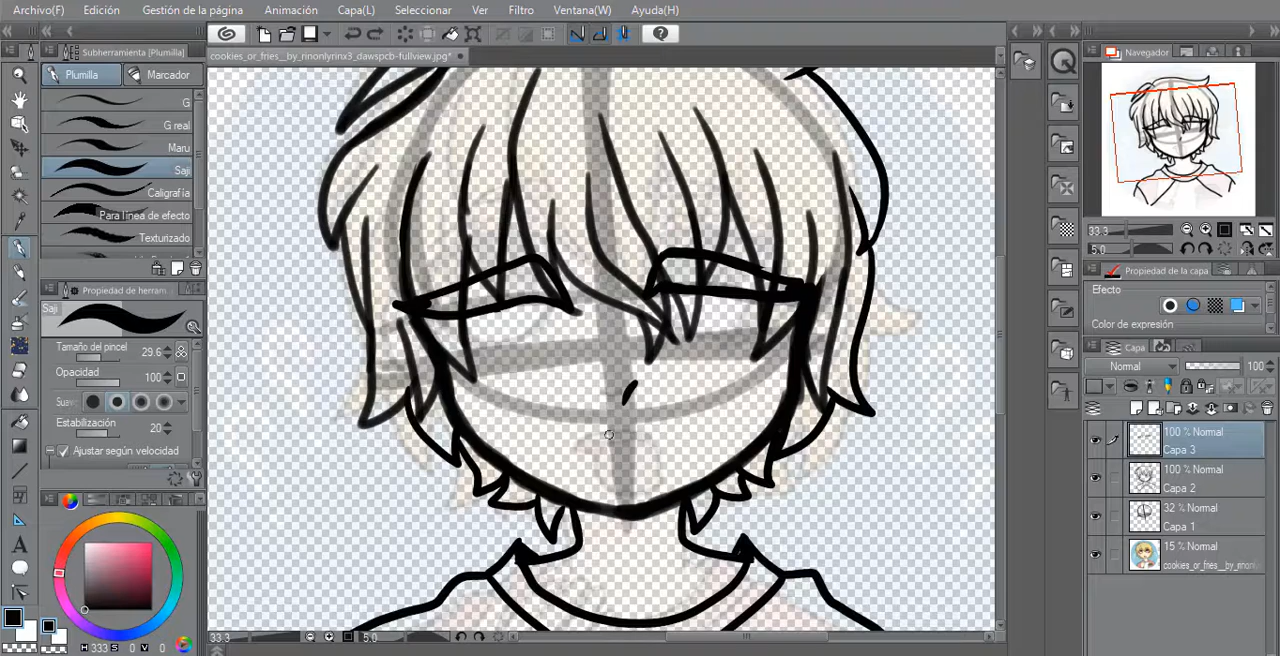 Archivo(F) Edición Gestión de la página Animación Capa(L) Seleccionar Ver Filtro Ventana(W) Ayuda(H)
Subherramienta [Plumilla]
cookies_or_fries__by_rinonlyrinx3_dawspcb-fullview.jpg*
Navegador
Plumilla Marcador
G
G real
Maru
Saji
Caligrafía
Para línea de efecto
Texturizado
33.3
5.0
Propiedad de herram
Saji
Propiedad de la capa
Efecto
Color de expresión
Tamaño del pincel 29.6
Opacidad 100
Suav
Estabilización 20
Ajustar según velocidad
Capa
Normal 100
100 % Normal
Capa 3
100 % Normal
Capa 2
32 % Normal
Capa 1
15 % Normal
cookies_or_fries__by_rinonly
33.3 5.0
H 333 S 0 V 0